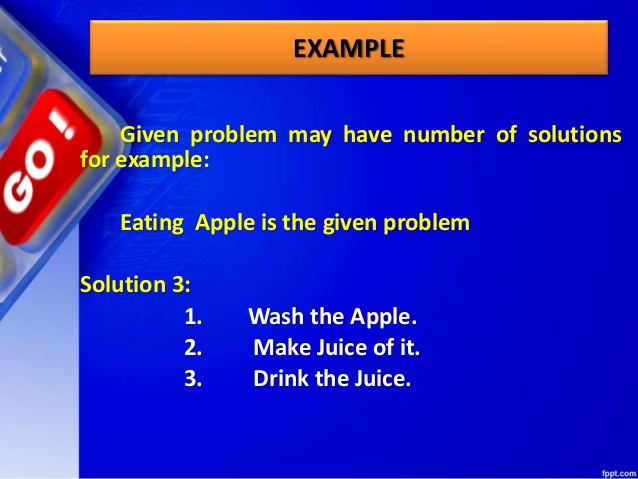 EXAMPLE
Given problem may have number of solutions
for example:
Eating Apple is the given problem
Solution 3:
1. Wash the Apple.
2. Make Juice of it.
3. Drink the Juice.
GO!
fppt.com